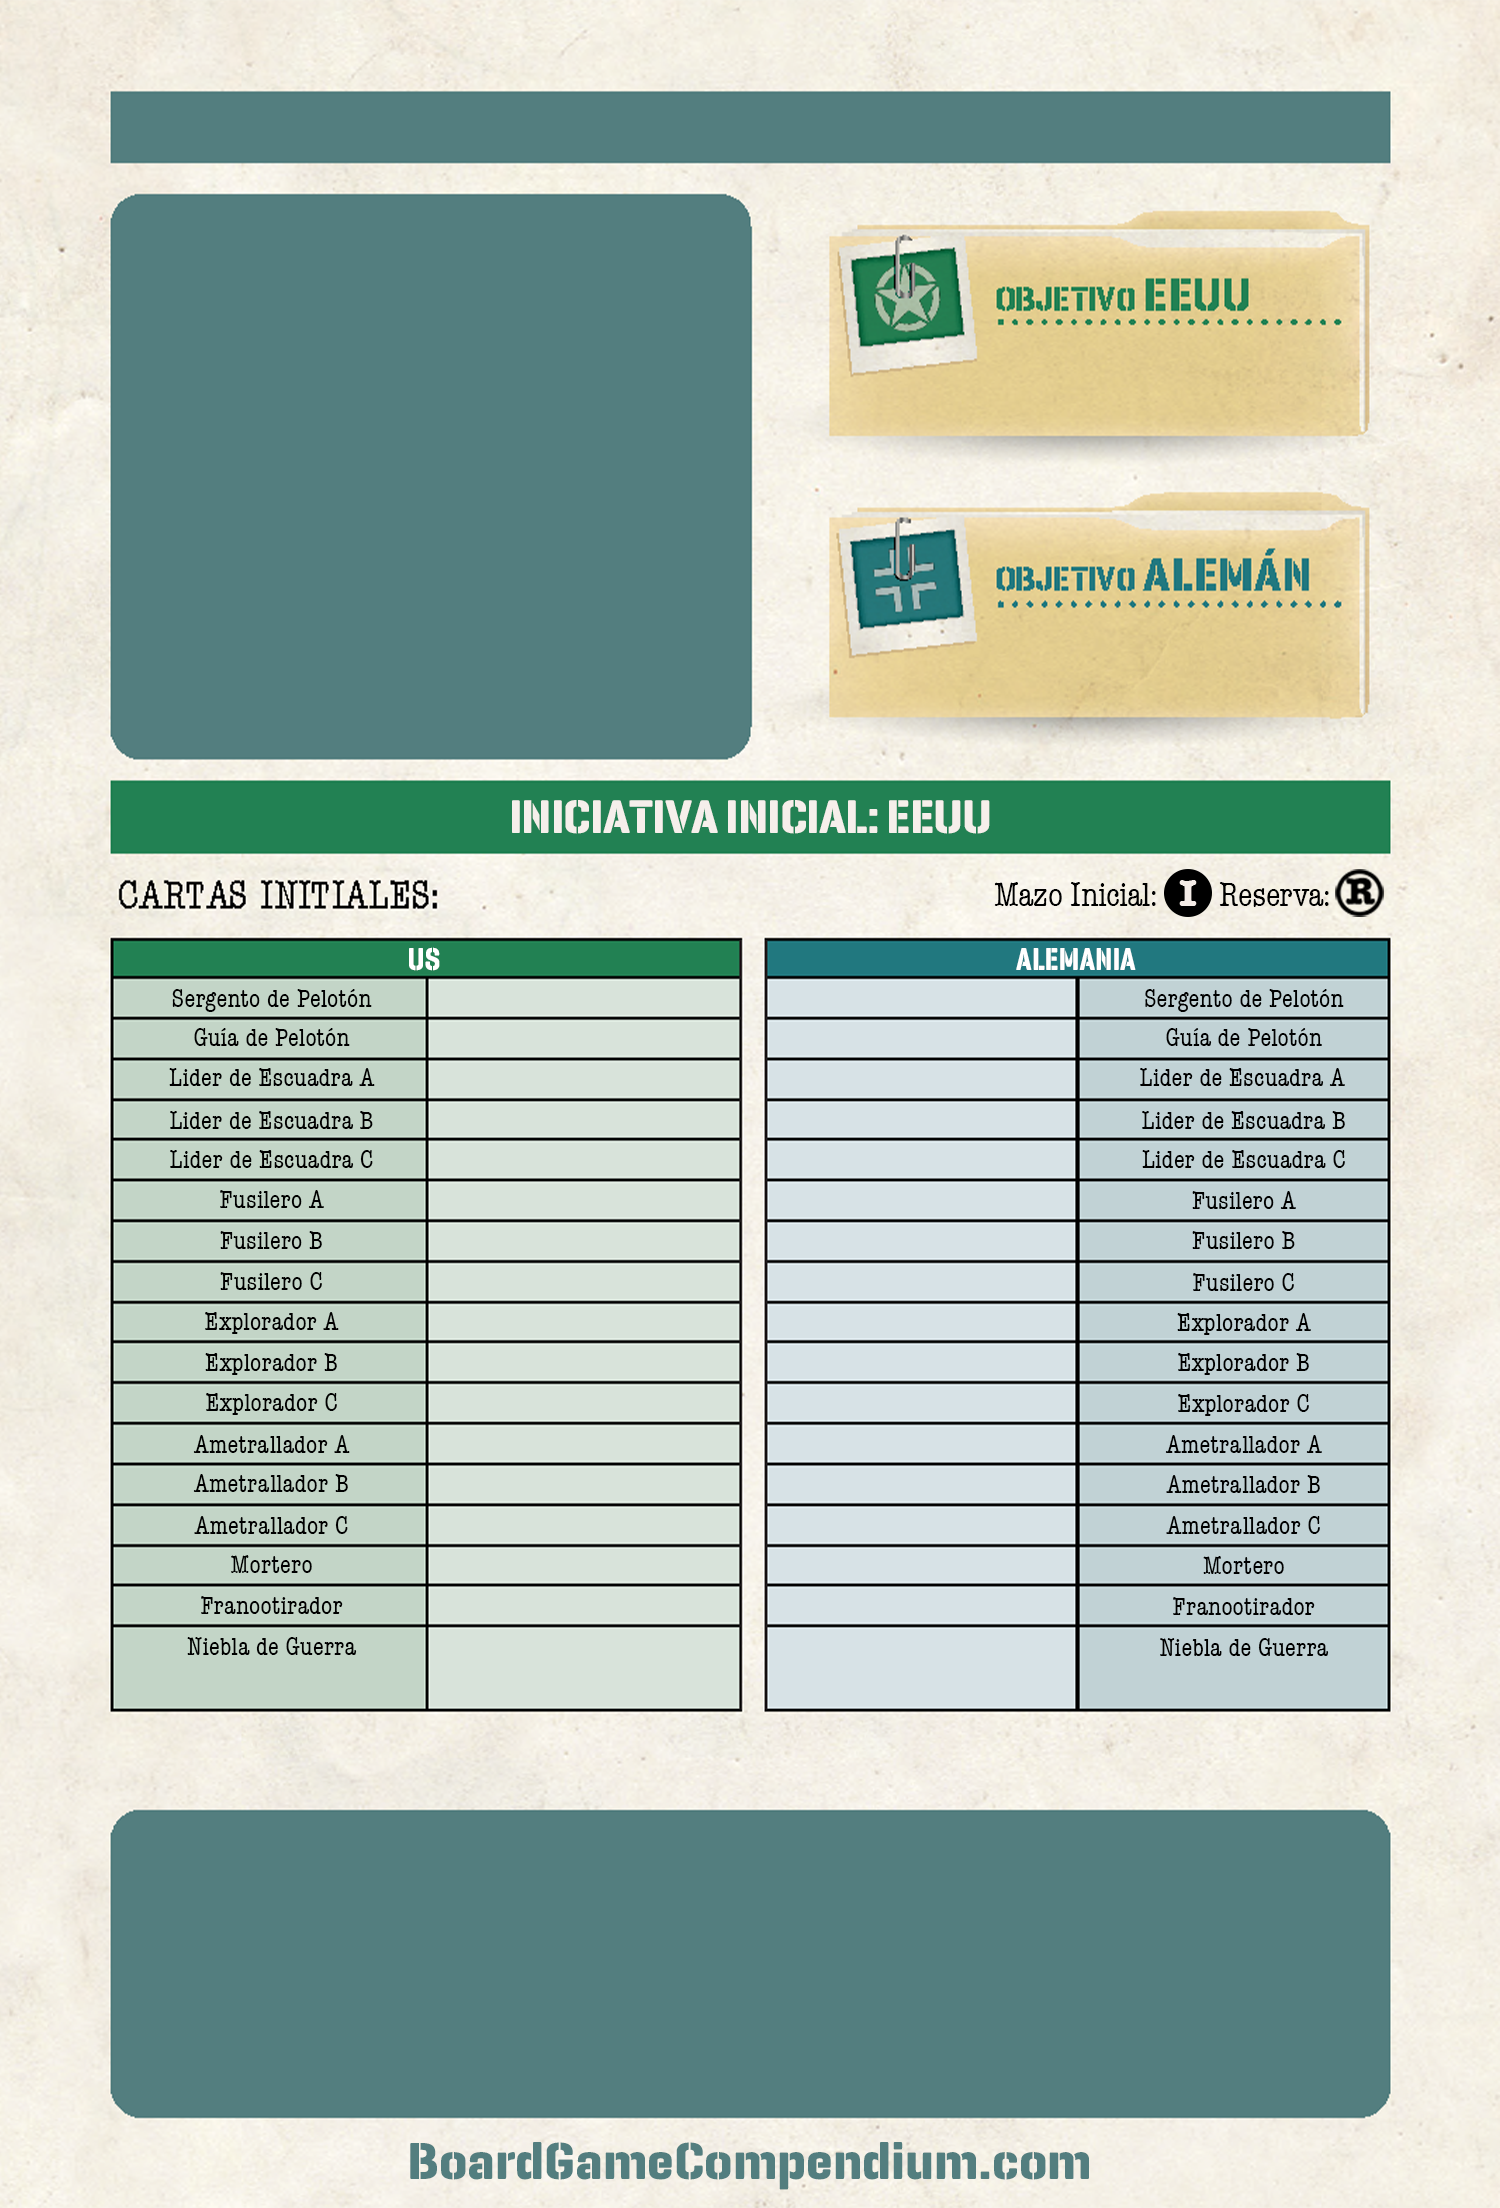 OBJETIVO EEUU
OBJETIVO ALEMÁN
INICIATIVA INICIAL: EEUU
CARTAS INITIALES:
Mazo Inicial: I Reserva: R
US
Sergento de Pelotón
Guía de Pelotón
Lider de Escuadra A
Lider de Escuadra B
Lider de Escuadra C
Fusilero A
Fusilero B
Fusilero C
Explorador A
Explorador B
Explorador C
Ametrallador A
Ametrallador B
Ametrallador C
Mortero
Franootirador
Niebla de Guerra
ALEMANIA
Sergento de Pelotón
Guía de Pelotón
Lider de Escuadra A
Lider de Escuadra B
Lider de Escuadra C
Fusilero A
Fusilero B
Fusilero C
Explorador A
Explorador B
Explorador C
Ametrallador A
Ametrallador B
Ametrallador C
Mortero
Franootirador
Niebla de Guerra
BoardGameCompendium.com